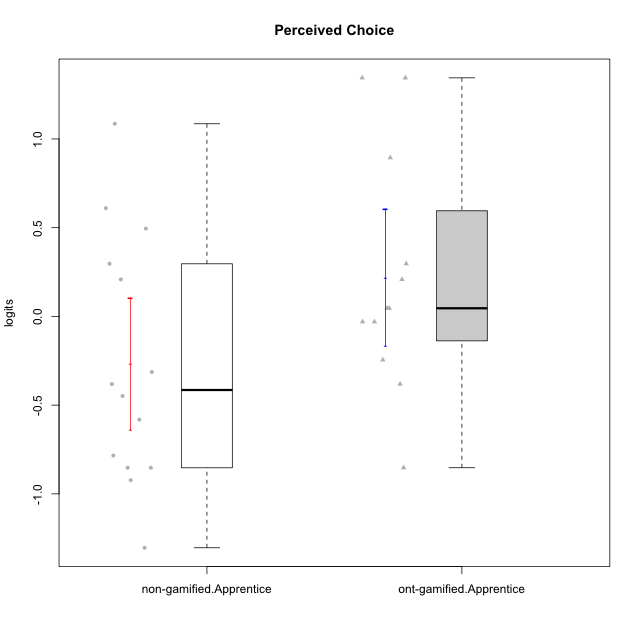 Perceived Choice
logits
1.0
0.5
0.0
-0.5
-1.0
non-gamified.Apprentice
ont-gamified.Apprentice